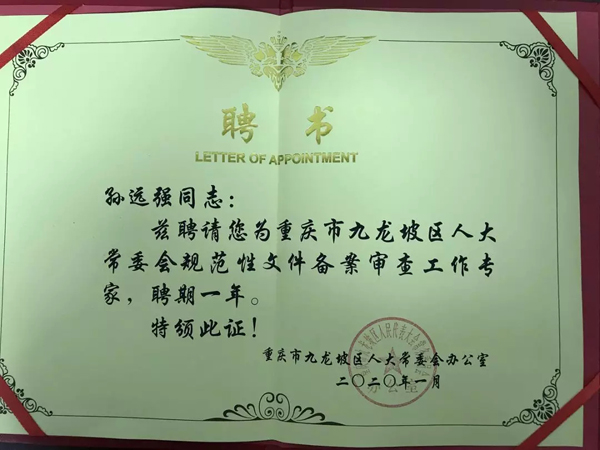 聘书
LETTER OF APPOINTMENT
孙远强同志：
兹聘请您为重庆市九龙坡区人大
常委会规范性文件备案审查工作专
家，聘期一年。
特颁此证！
重庆市九龙坡区人大常委会办公室
二〇二〇年一月
办公室